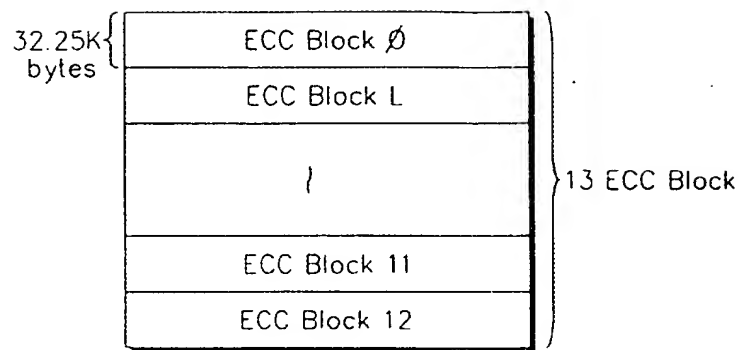 32.25K
bytes
ECC Block Ø
ECC Block L
~
13 ECC Block
ECC Block 11
ECC Block 12